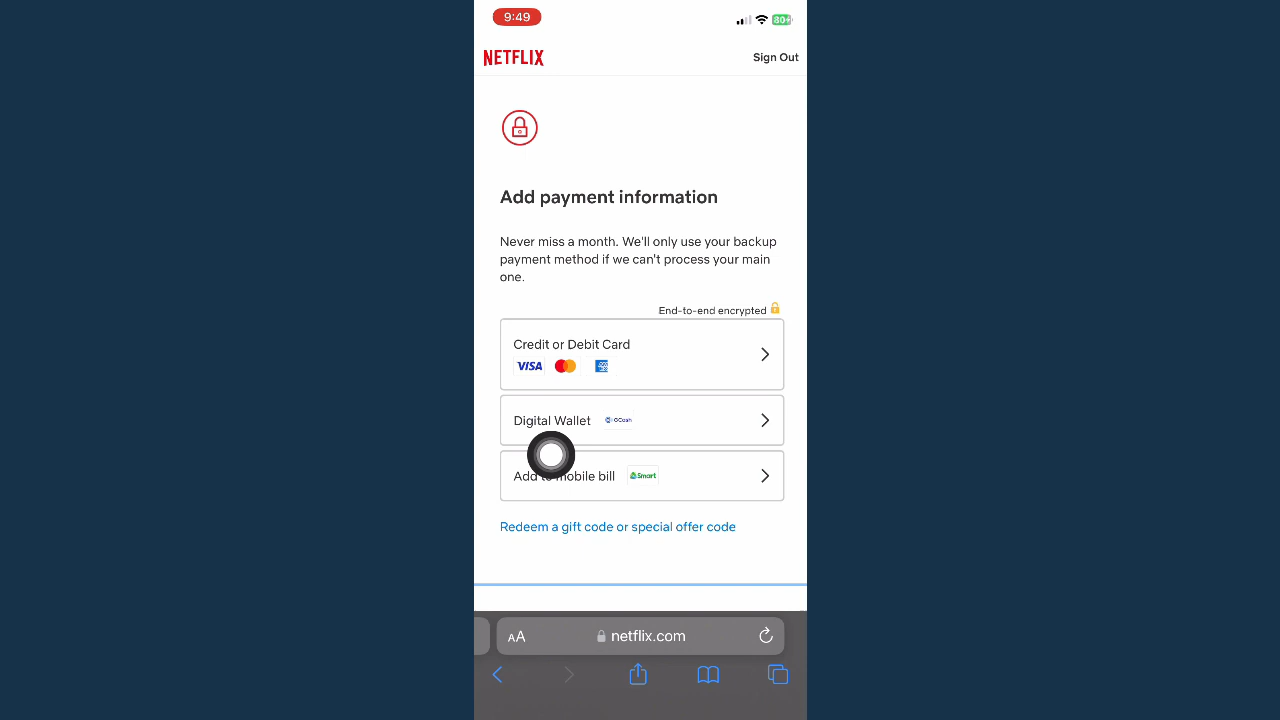 9:49
80+
NETFLIX
Sign Out
Add payment information
Never miss a month. We'll only use your backup
payment method if we can't process your main
one.
End-to-end encrypted
Credit or Debit Card
VISA
Digital Wallet GCash
Add to mobile bill Smart
Redeem a gift code or special offer code
AA netflix.com